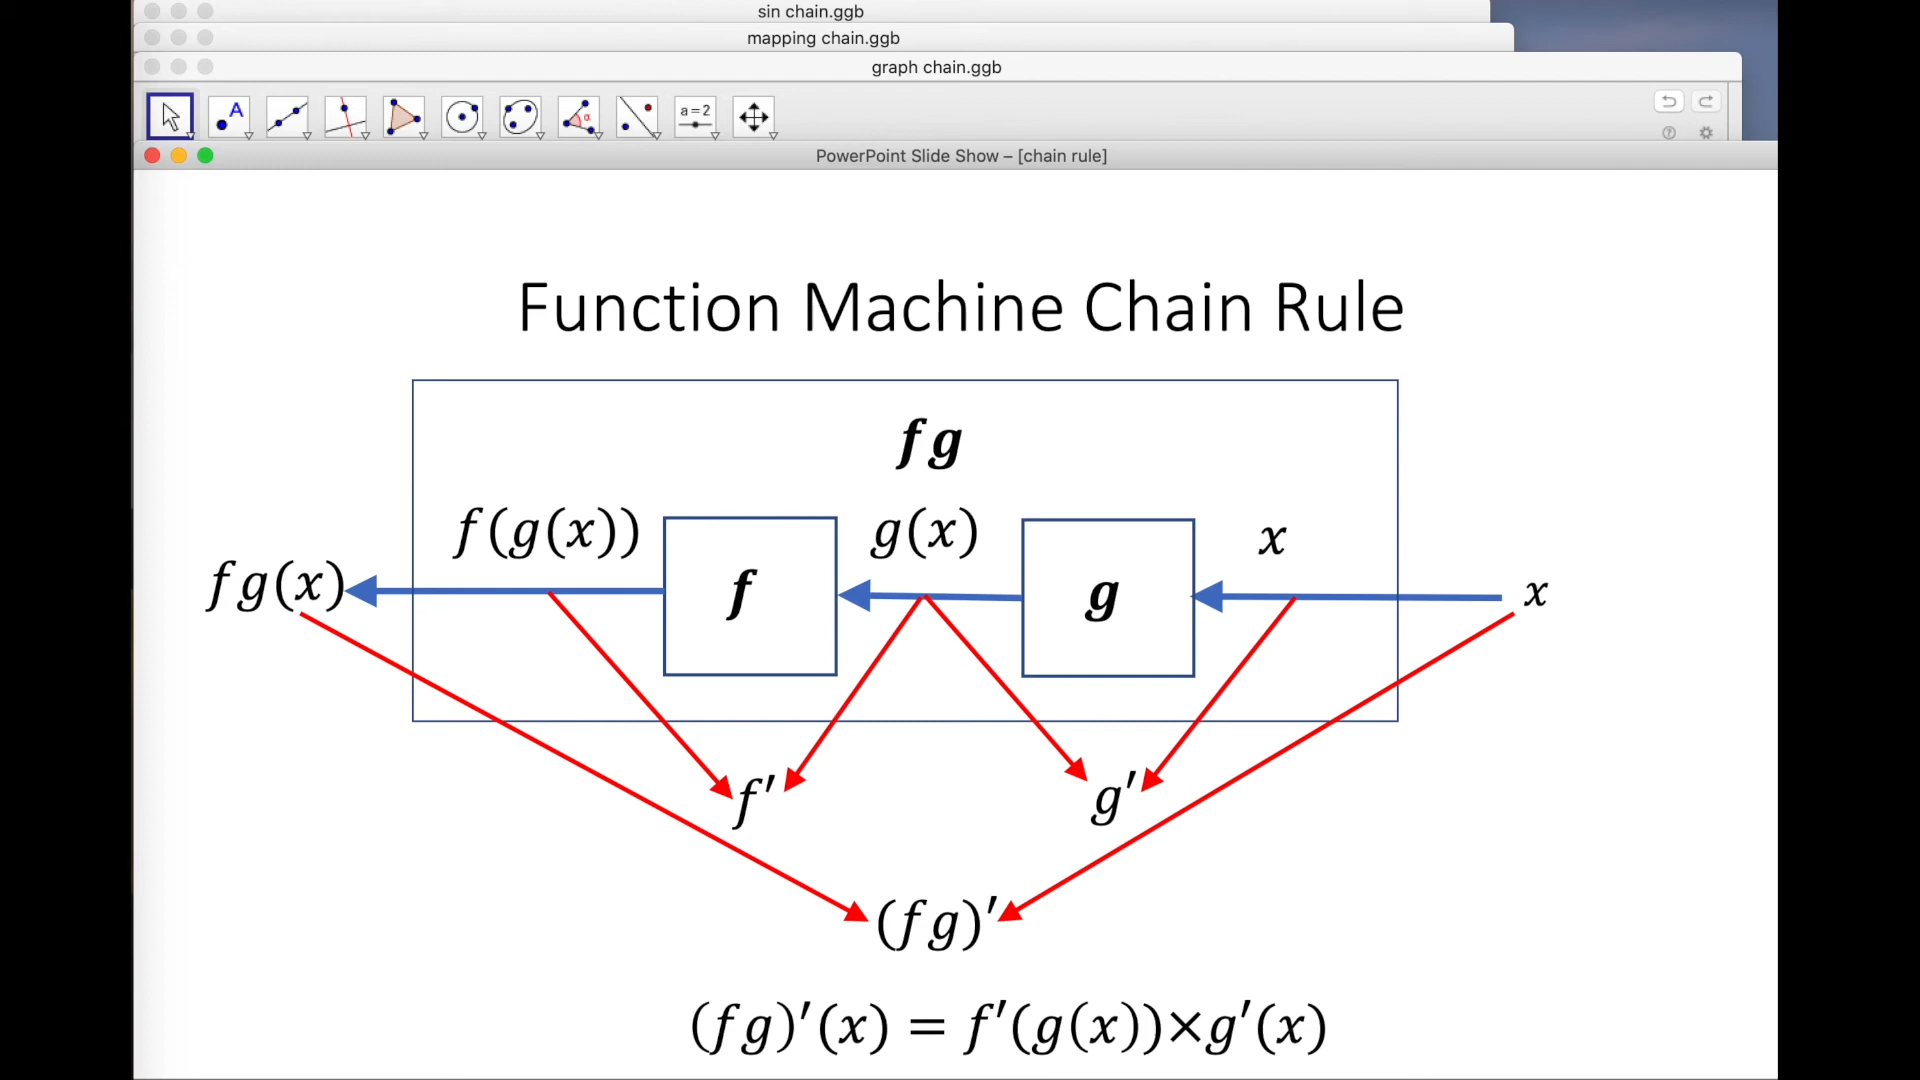 sin chain.ggb
mapping chain.ggb
graph chain.ggb
A
α
a=2
PowerPoint Slide Show – [chain rule]
Function Machine Chain Rule
fg
f(g(x))
g(x)
x
fg(x)
f
g
x
f′
g′
(fg)′
(fg)′(x) = f′(g(x))×g′(x)